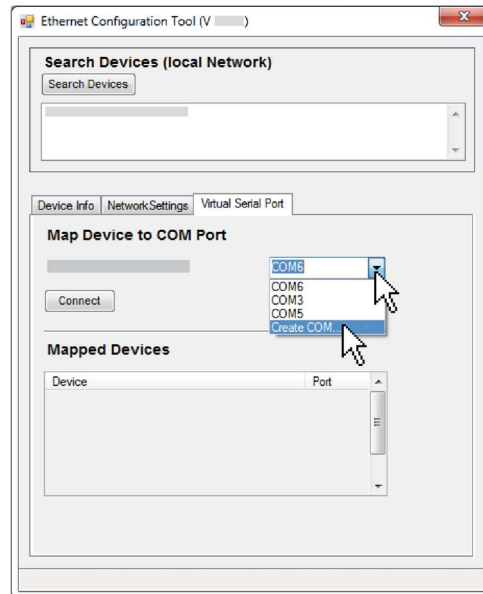 Ethernet Configuration Tool (V )
Search Devices (local Network)
Search Devices
Device Info NetworkSettings Virtual Serial Port
Map Device to COM Port
COM6
COM6
COM3
Connect
COM5
Create COM...
Mapped Devices
Device Port